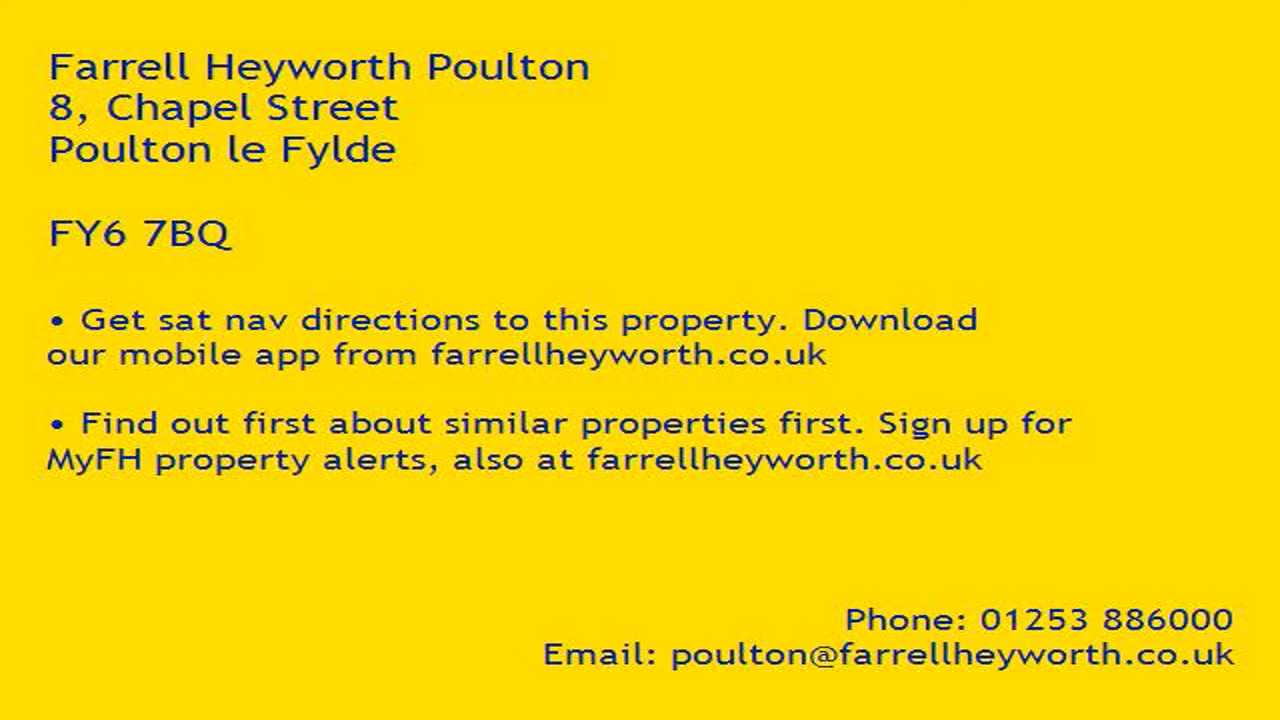 Farrell Heyworth Poulton
8, Chapel Street
Poulton le Fylde
FY6 7BQ
• Get sat nav directions to this property. Download
our mobile app from farrellheyworth.co.uk
• Find out first about similar properties first. Sign up for
MyFH property alerts, also at farrellheyworth.co.uk
Phone: 01253 886000
Email: poulton@farrellheyworth.co.uk